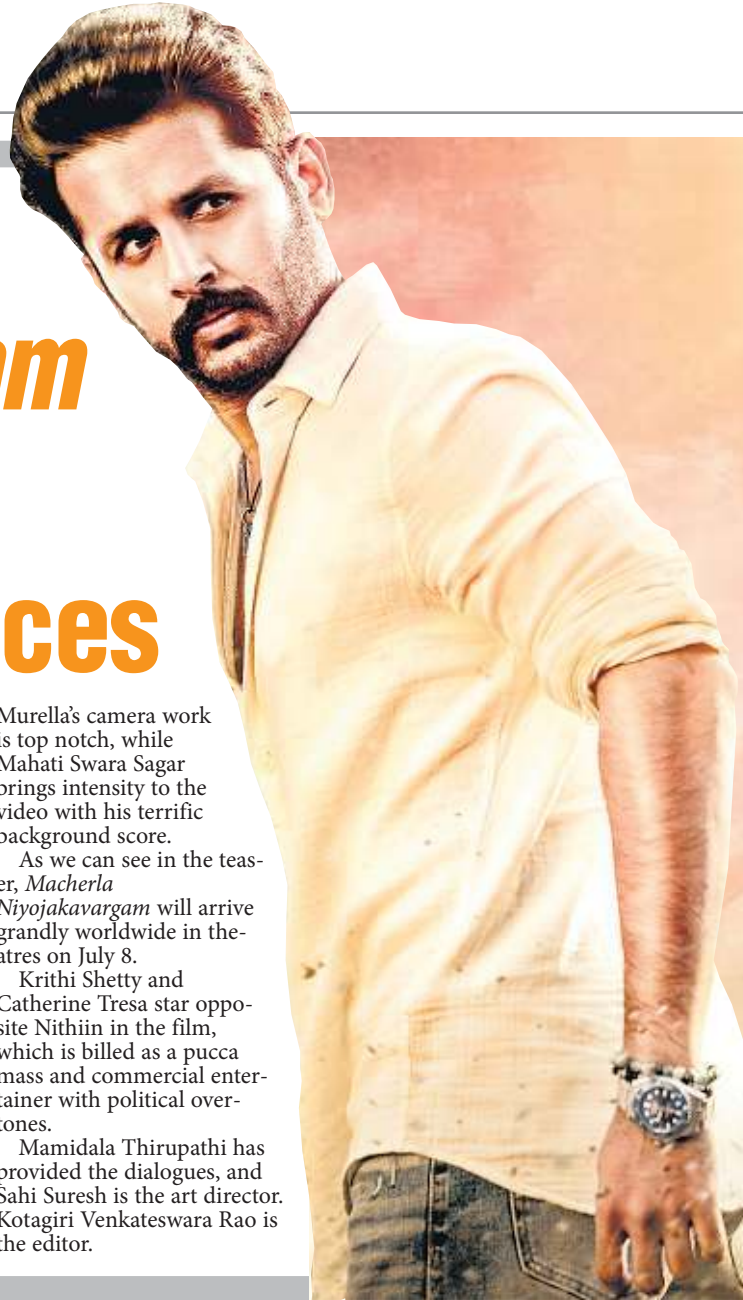 am
ces
Murella's camera work
is top notch, while
Mahati Swara Sagar
brings intensity to the
video with his terrific
background score.
As we can see in the teas-
er, Macherla
Niyojakavargam will arrive
grandly worldwide in the-
atres on July 8.
Krithi Shetty and
Catherine Tresa star oppo-
site Nithiin in the film,
which is billed as a pucca
mass and commercial enter-
tainer with political over-
tones.
Mamidala Thirupathi has
provided the dialogues, and
Sahi Suresh is the art director.
Kotagiri Venkateswara Rao is
the editor.